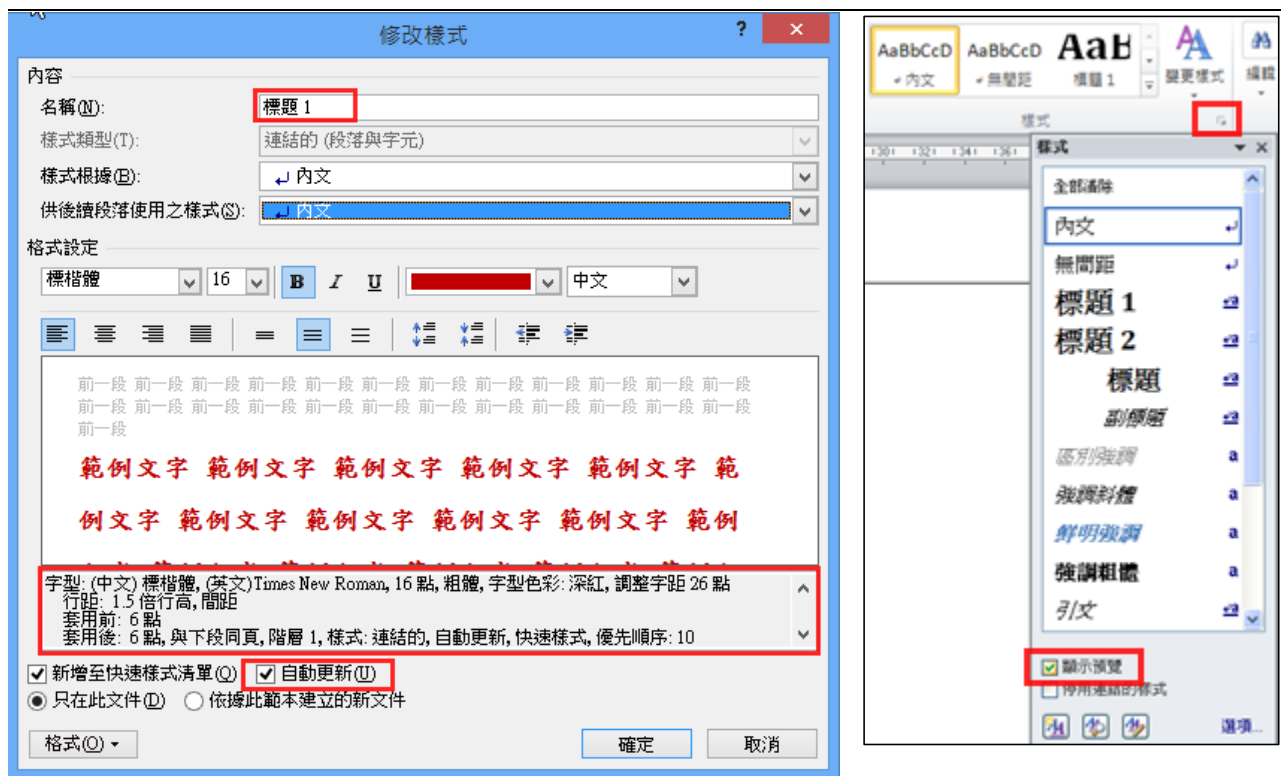 修改樣式
?
×
內容
名稱(N):
標題 1
樣式類型(T):
連結的 (段落與字元)
樣式根據(B):
↵ 內文
供後續段落使用之樣式(S):
↵ 內文
格式設定
標楷體
16
B
I
U
中文
前一段 前一段 前一段 前一段 前一段 前一段 前一段 前一段 前一段 前一段 前一段 前一段
前一段 前一段 前一段 前一段 前一段 前一段 前一段 前一段 前一段 前一段 前一段 前一段
前一段
範例文字 範例文字 範例文字 範例文字 範例文字 範
例文字 範例文字 範例文字 範例文字 範例文字 範例
字型: (中文) 標楷體, (英文)Times New Roman, 16 點, 粗體, 字型色彩: 深紅, 調整字距 26 點
行距: 1.5 倍行高, 間距
套用前: 6 點
套用後: 6 點, 與下段同頁, 階層 1, 樣式: 連結的, 自動更新, 快速樣式, 優先順序: 10
新增至快速樣式清單(Q)
自動更新(U)
只在此文件(D)
依據此範本建立的新文件
格式(O)
確定
取消
AaBbCcD
AaBbCcD
AaB
↵ 內文
↵ 無間距
標題 1
變更樣式
編輯
樣式
|30| |32| |34| |36|
樣式
全部清除
內文
無間距
標題 1
標題 2
標題
副標題
區別強調
強調斜體
鮮明強調
強調粗體
引文
顯示預覽
停用連結的樣式
選項...